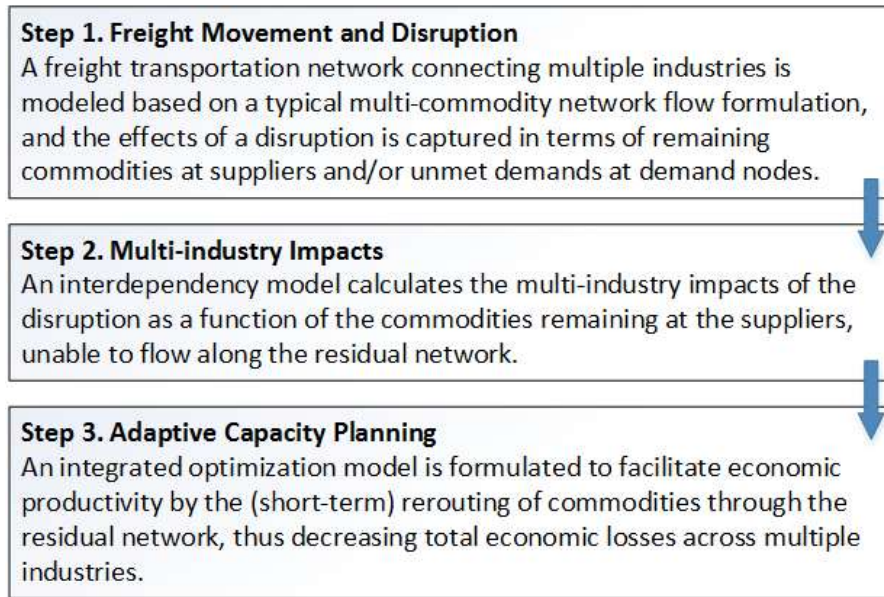 Step 1. Freight Movement and Disruption
A freight transportation network connecting multiple industries is
modeled based on a typical multi-commodity network flow formulation,
and the effects of a disruption is captured in terms of remaining
commodities at suppliers and/or unmet demands at demand nodes.
Step 2. Multi-industry Impacts
An interdependency model calculates the multi-industry impacts of the
disruption as a function of the commodities remaining at the suppliers,
unable to flow along the residual network.
Step 3. Adaptive Capacity Planning
An integrated optimization model is formulated to facilitate economic
productivity by the (short-term) rerouting of commodities through the
residual network, thus decreasing total economic losses across multiple
industries.